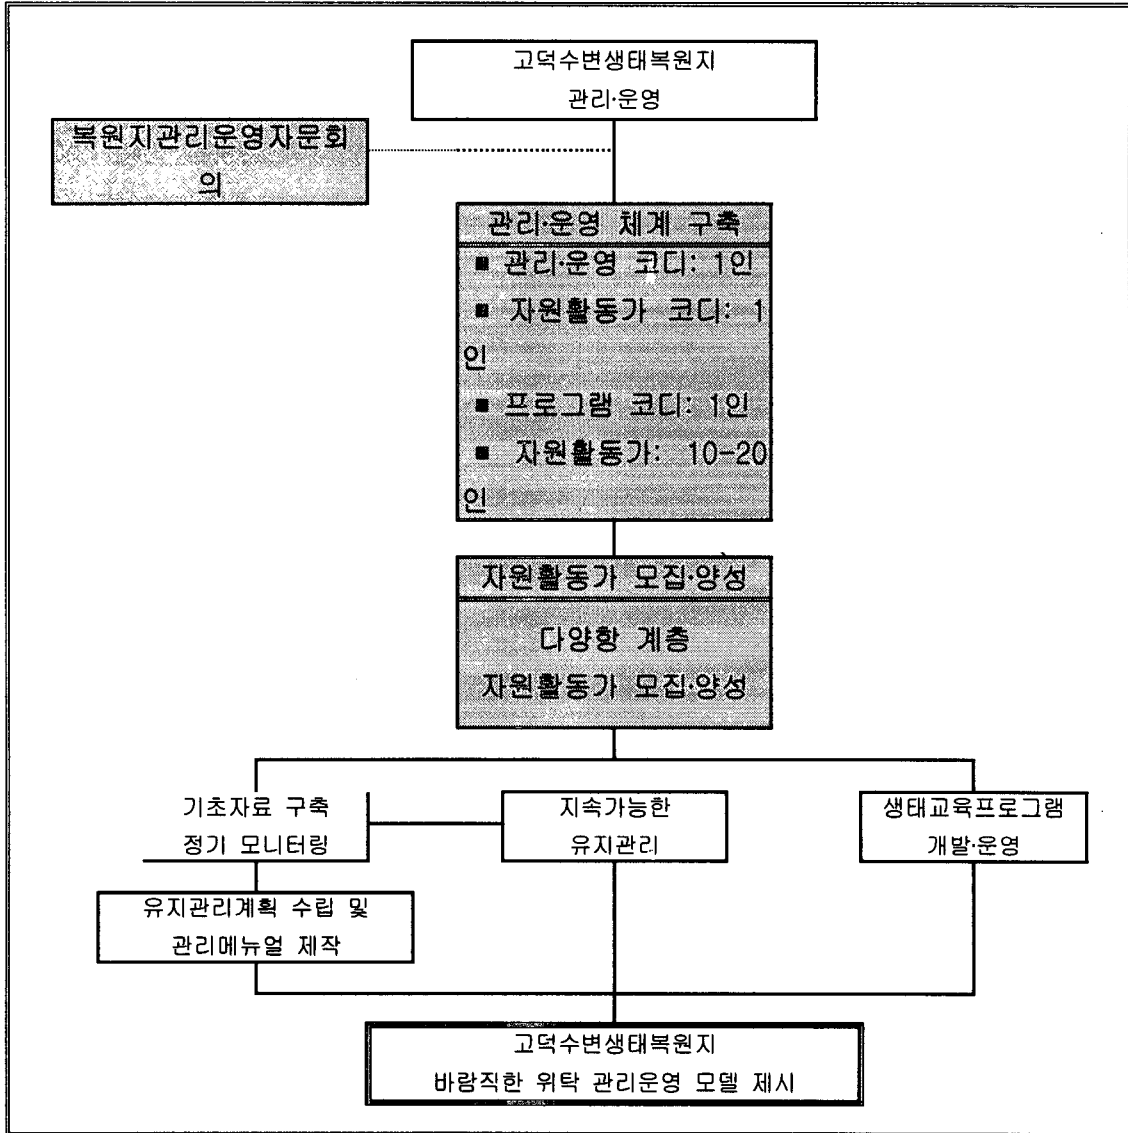 고덕수변생태복원지
관리·운영
복원지관리운영자문회
의
관리·운영 체계 구축
■ 관리·운영 코디: 1인
■ 자원활동가 코디: 1
인
■ 프로그램 코디: 1인
■ 자원활동가: 10-20
인
자원활동가 모집·양성
다양항 계층
자원활동가 모집·양성
기초자료 구축
정기 모니터링
지속가능한
유지관리
생태교육프로그램
개발·운영
유지관리계획 수립 및
관리메뉴얼 제작
고덕수변생태복원지
바람직한 위탁 관리운영 모델 제시